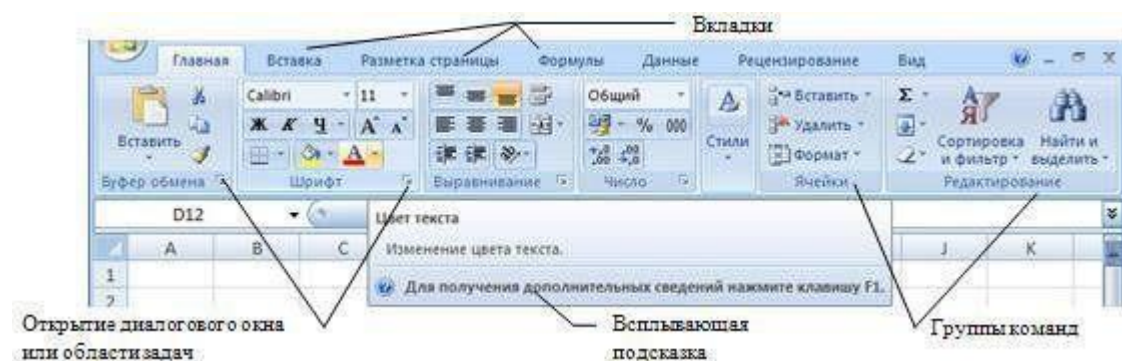 Вкладки
Главная Вставка Разметка страницы Формулы Данные Рецензирование Вид
Calibri 11 Общий Вставить
Ж К Ч А А % 000 Удалить
Вставить Стили Сортировка и фильтр Найти и выделить
А Формат
Буфер обмена Шрифт Выравнивание Число Ячейки Редактирование
D12 Цвет текста
A B C Изменение цвета текста. J K
1 Для получения дополнительных сведений нажмите клавишу F1.
2
Открытие диалогового окна Всплывающая Группы команд
или области задач подсказка